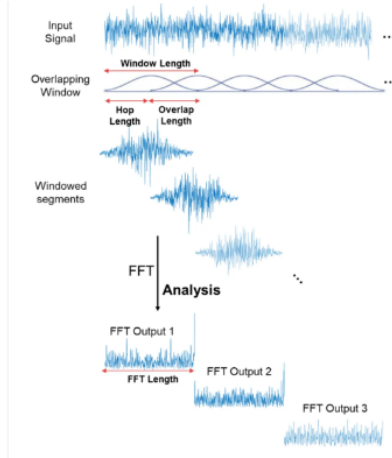 Input
Signal
...
Window Length
Overlapping
Window
...
Hop
Length
Overlap
Length
Windowed
segments
...
FFT
Analysis
FFT Output 1
FFT Length
FFT Output 2
FFT Output 3